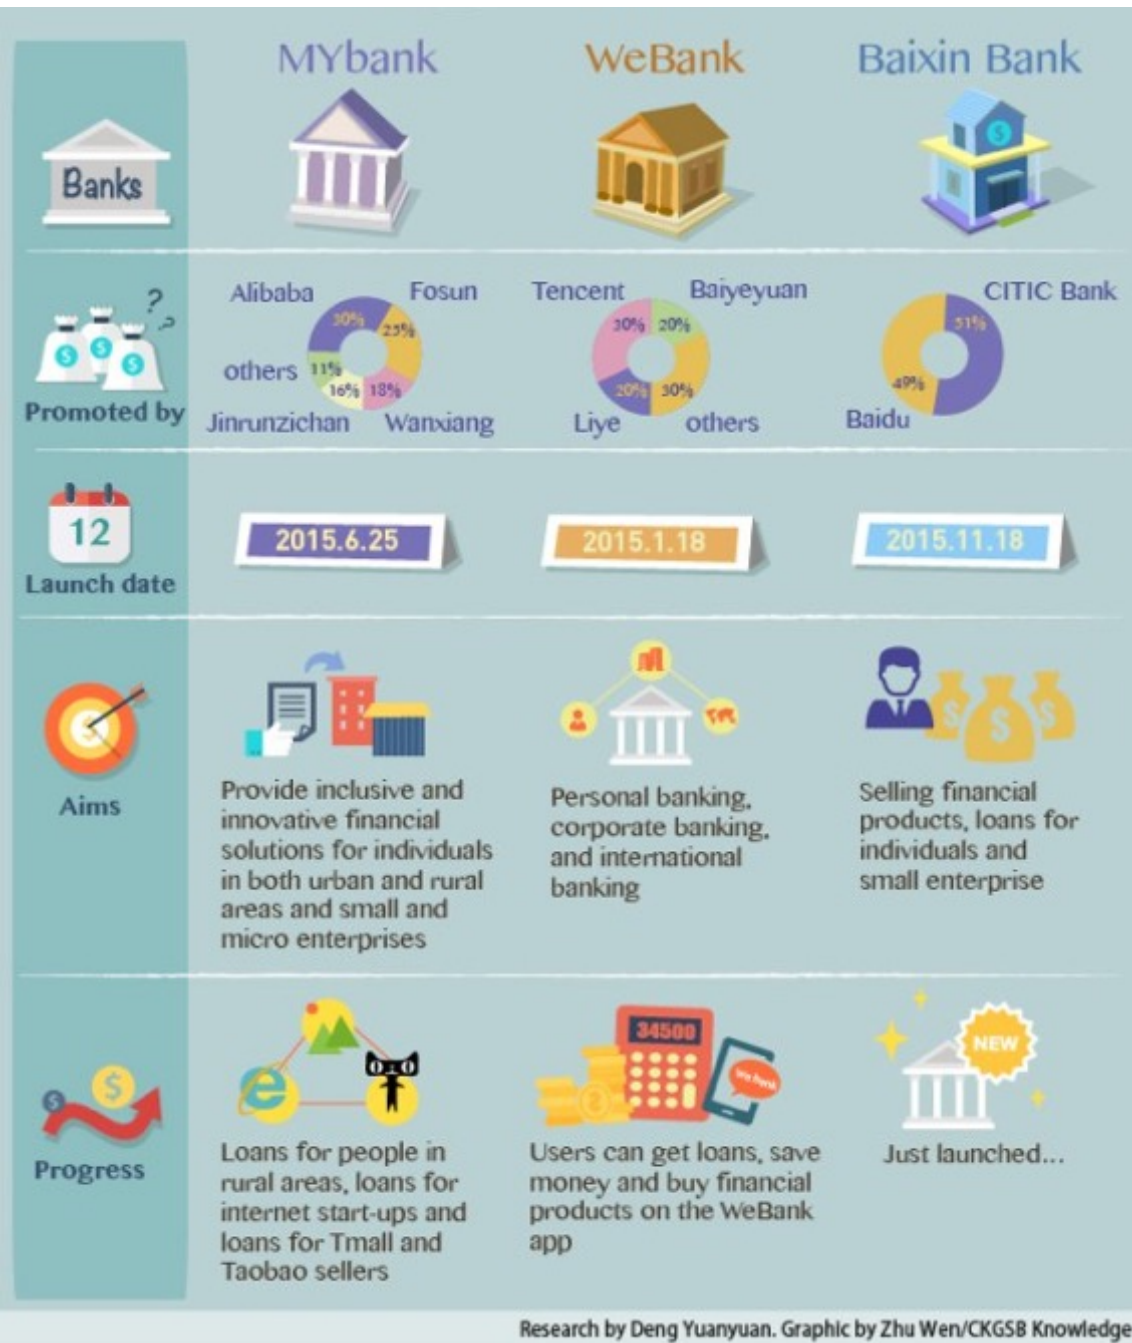 MYbank
WeBank
Baixin Bank
Banks
Promoted by
Alibaba
Fosun
30%
25%
others
11%
16%
18%
Jinrunzichan
Wanxiang
Tencent
Baiyeyuan
30%
20%
20%
30%
Liye
others
CITIC Bank
51%
49%
Baidu
12
Launch date
2015.6.25
2015.1.18
2015.11.18
Aims
Provide inclusive and
innovative financial
solutions for individuals
in both urban and rural
areas and small and
micro enterprises
Personal banking,
corporate banking,
and international
banking
Selling financial
products, loans for
individuals and
small enterprise
Progress
34500
We Bank
NEW
Loans for people in
rural areas, loans for
internet start-ups and
loans for Tmall and
Taobao sellers
Users can get loans, save
money and buy financial
products on the WeBank
app
Just launched...
Research by Deng Yuanyuan. Graphic by Zhu Wen/CKGSB Knowledge